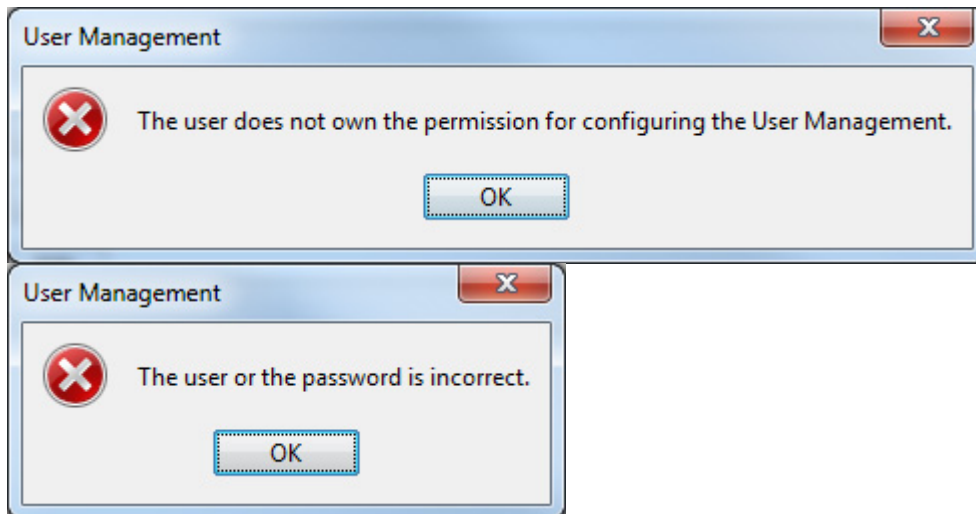 User Management
The user does not own the permission for configuring the User Management.
OK
User Management
The user or the password is incorrect.
OK